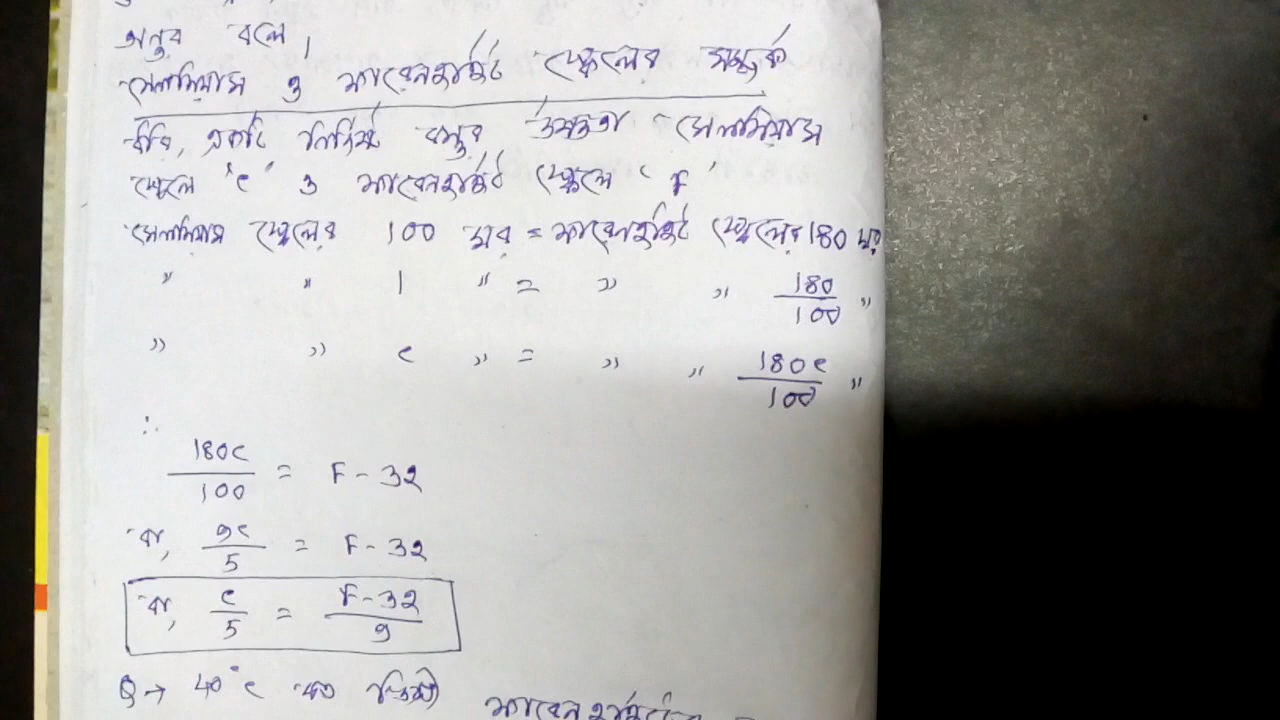 অন্তর বলে।
সেলসিয়াস ও ফারেনহাইট স্কেলের সম্পর্ক
ধরি, একটি নির্দিষ্ট বস্তুর উষ্ণতা সেলসিয়াস
স্কেলে 'c' ও ফারেনহাইট স্কেলে 'F'
সেলসিয়াস স্কেলের 100 ঘর = ফারেনহাইট স্কেলের 180 ঘর
" " 1 " = " " 180/100 "
" " c " = " " 180c/100 "
∴
180c/100 = F - 32
বা, 9c/5 = F - 32
বা, c/5 = F-32/9
Q → 40°c কত ডিগ্রী ফারেনহাইটের =